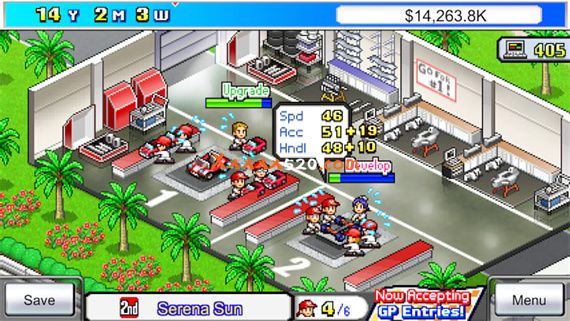 14 Y 2 M 3 W
$14,263.8K
405
GO FOR
#1!
Upgrade
Spd 46
Acc 51+19
Hndl 48+10
Develop
1
2
Save
2nd
Serena Sun
4/6
Now Accepting
GP Entries!
Menu